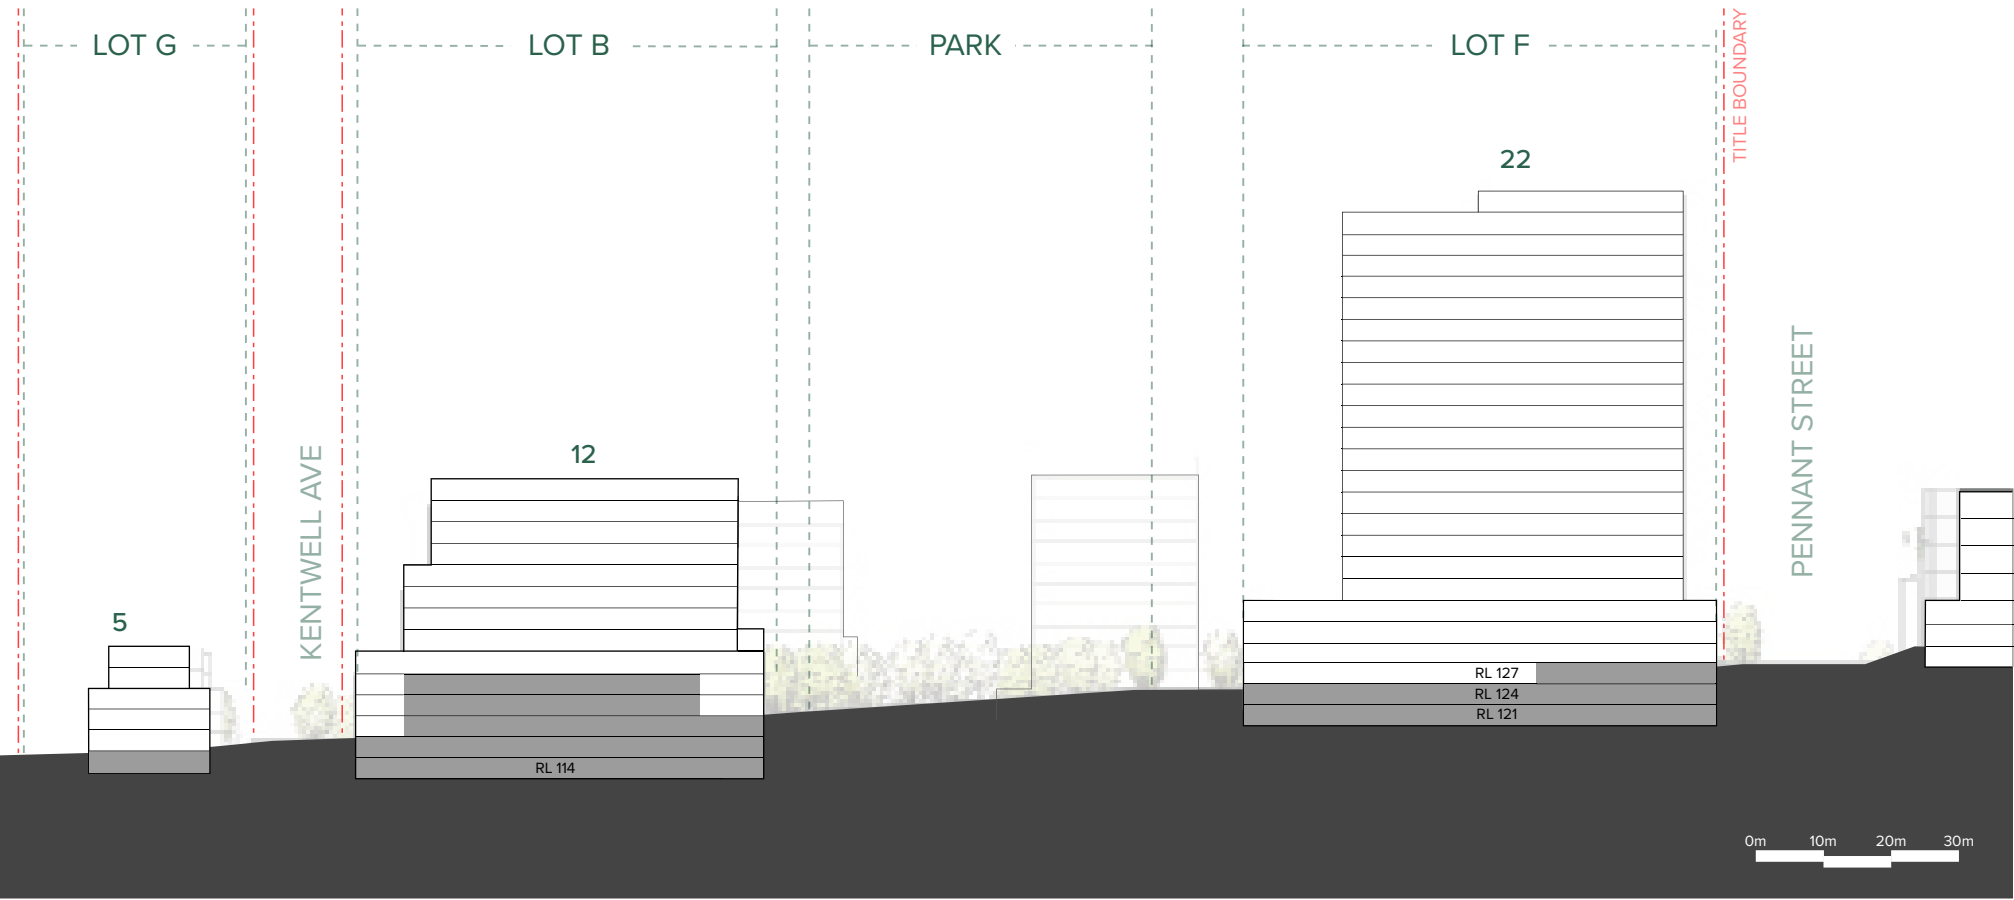 LOT G
LOT B
PARK
LOT F
TITLE BOUNDARY
22
12
5
KENTWELL AVE
PENNANT STREET
RL 127
RL 124
RL 121
RL 114
0m 10m 20m 30m